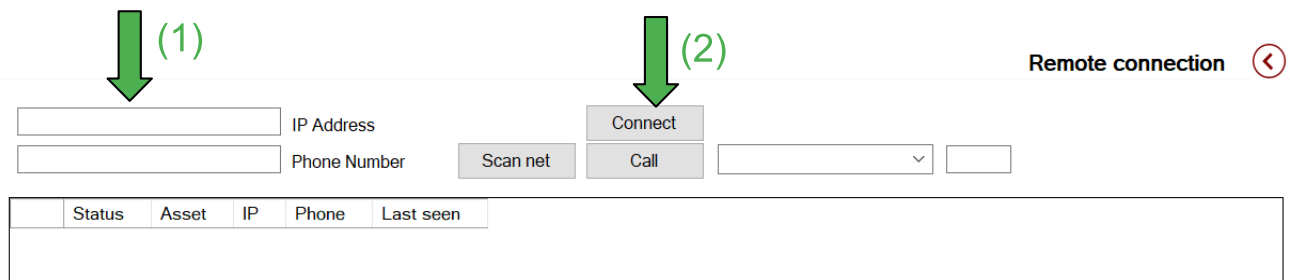 (1)
(2)
Remote connection
IP Address
Connect
Phone Number
Scan net
Call
Status Asset IP Phone Last seen